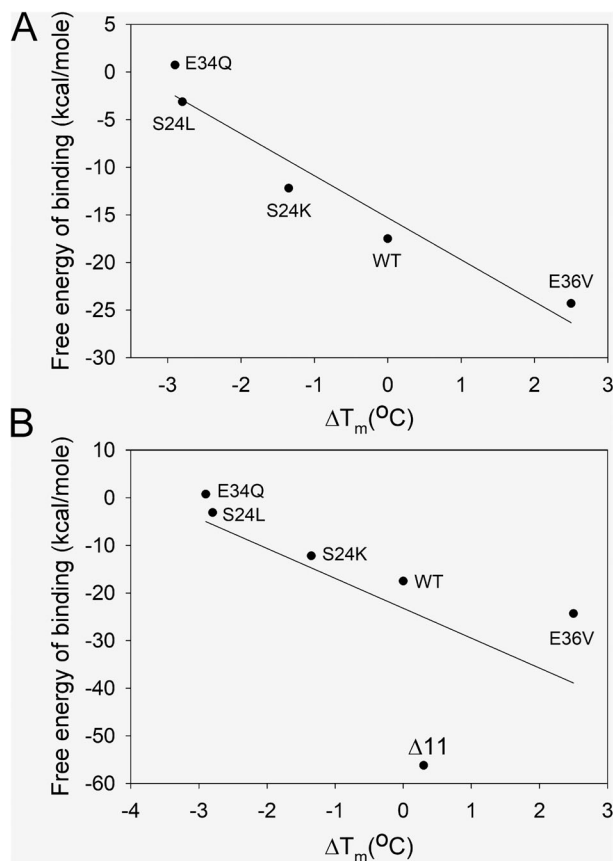 A
Free energy of binding (kcal/mole)
5
0
-5
-10
-15
-20
-25
-30
E34Q
S24L
S24K
WT
E36V
-3 -2 -1 0 1 2 3
ΔTm(°C)
B
Free energy of binding (kcal/mole)
10
0
-10
-20
-30
-40
-50
-60
E34Q
S24L
S24K
WT
E36V
Δ11
-4 -3 -2 -1 0 1 2 3
ΔTm(°C)